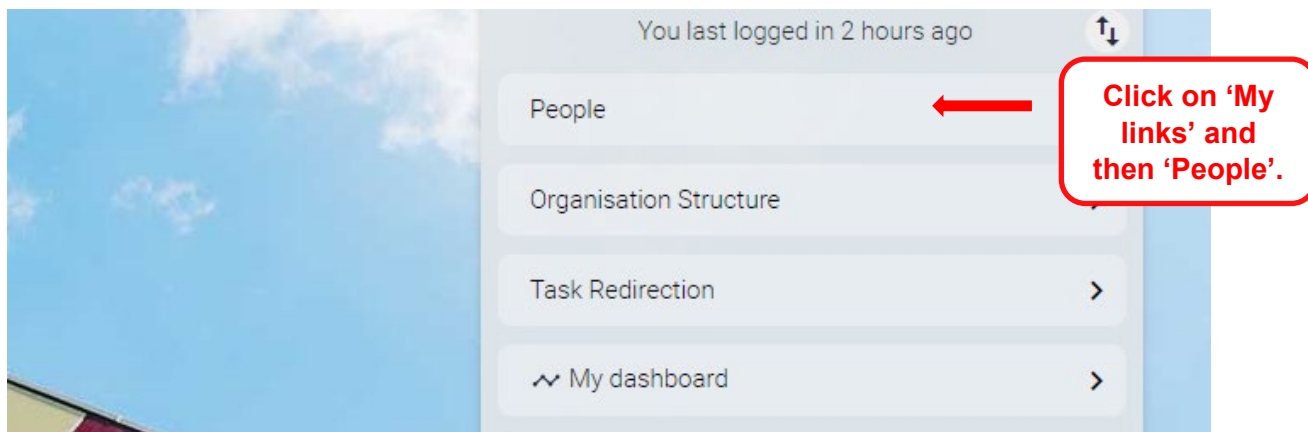 You last logged in 2 hours ago
People
Click on ‘My
links’ and
then ‘People’.
Organisation Structure
Task Redirection
My dashboard